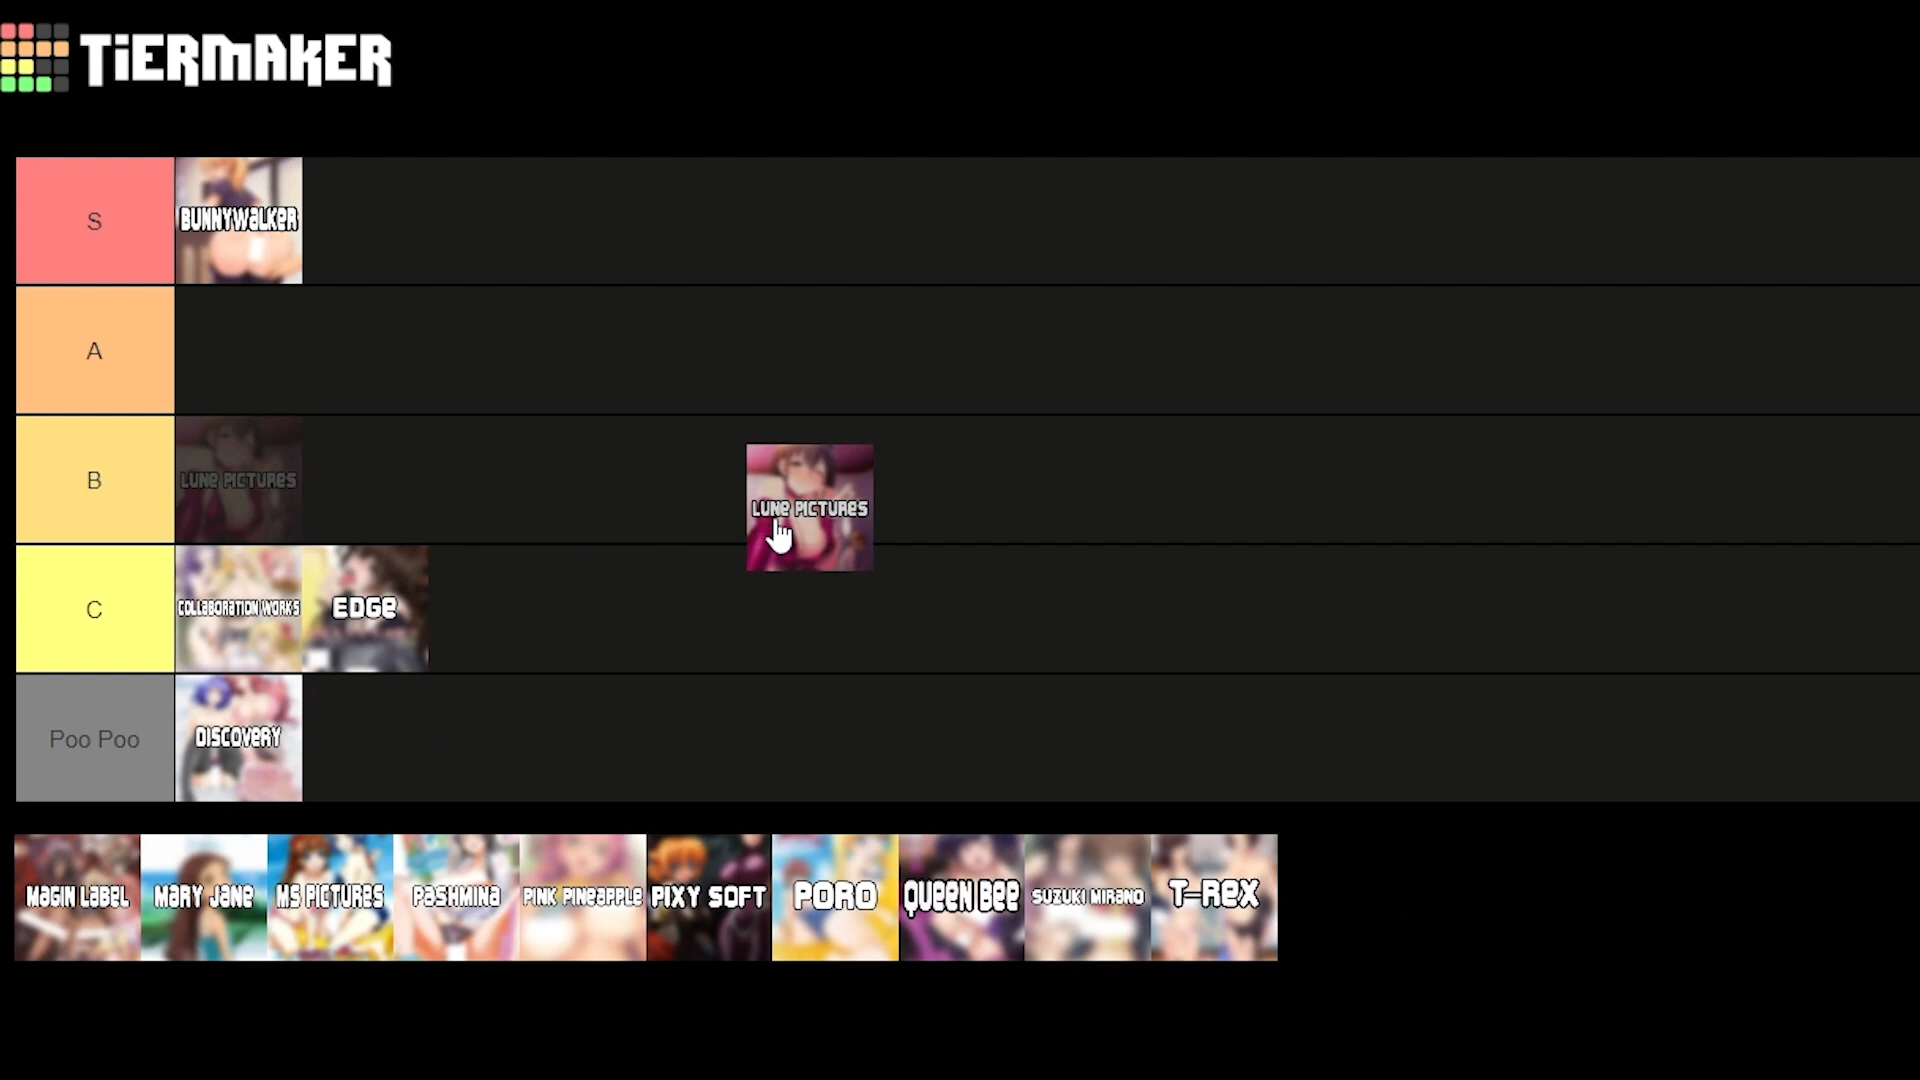 TiERMAKER
S
BUNNYWALKER
A
B
LUNE PICTURES
LUNE PICTURES
C
COLLABORATION WORKS
EDGE
Poo Poo
DISCOVERY
MAGIN LABEL
MARY JANE
MS PICTURES
PASHMINA
PINK PINEAPPLE
PIXY SOFT
PORO
QUEEN BEE
SUZUKI MIRANO
T-REX